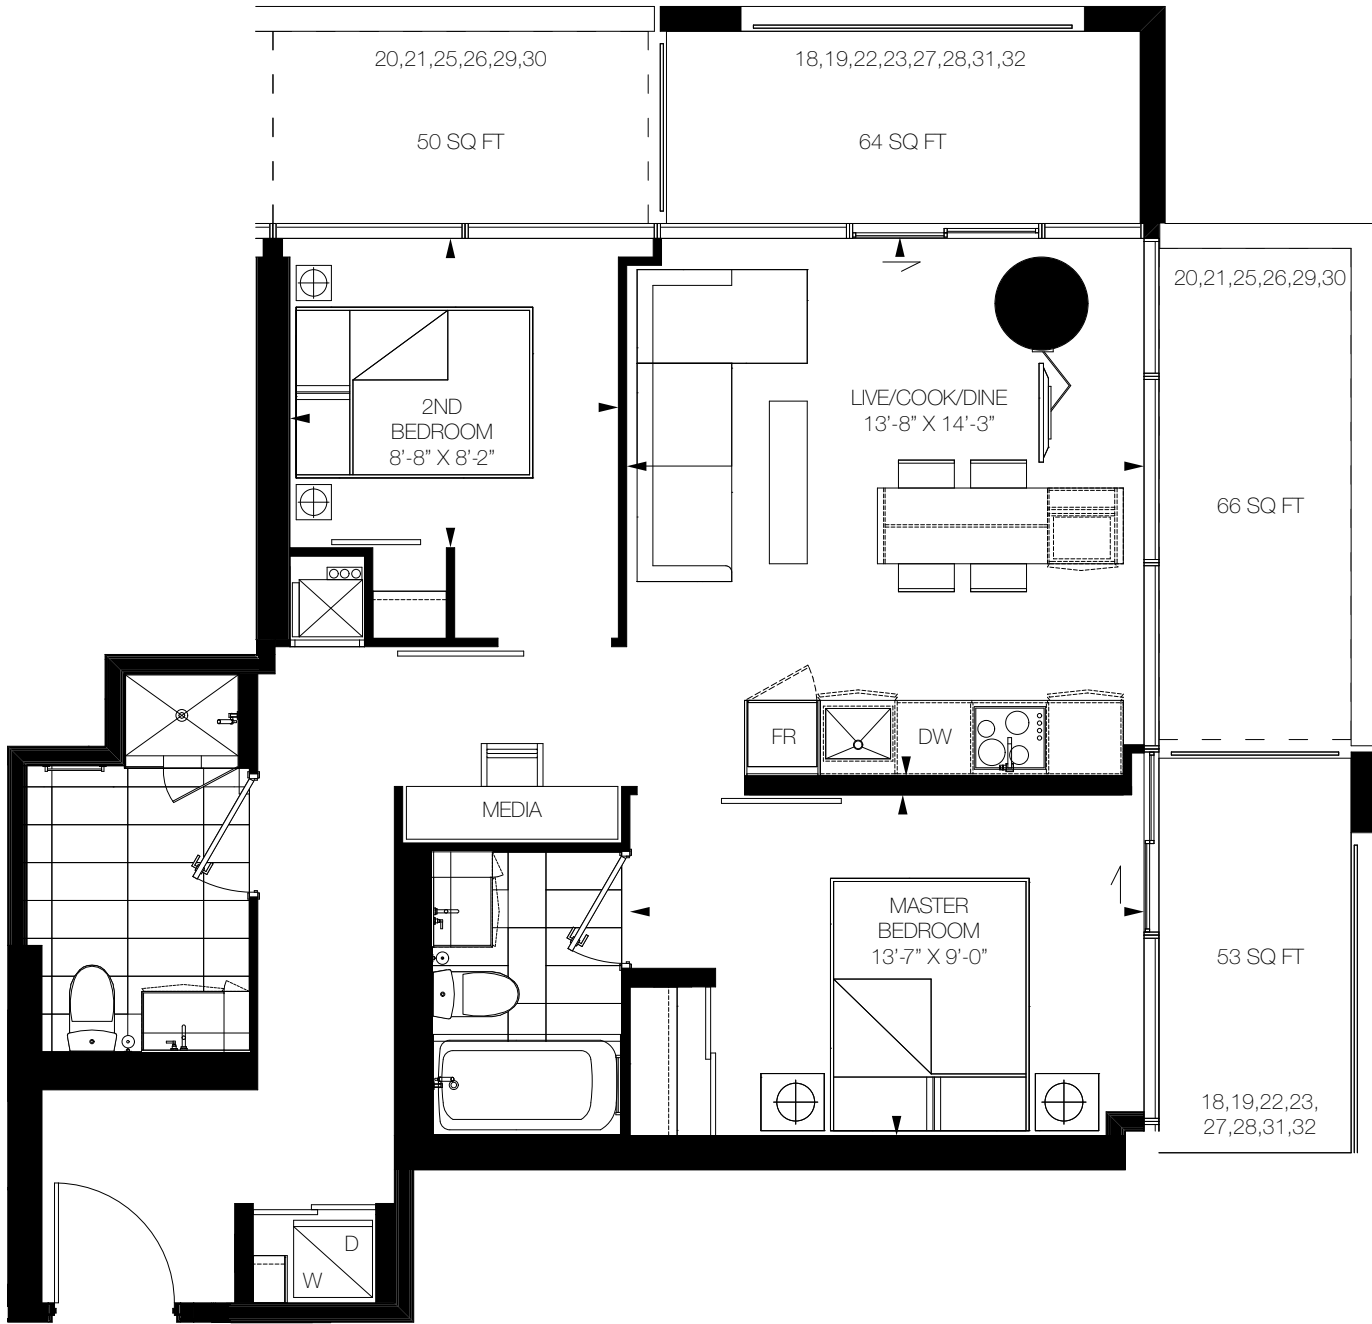 20,21,25,26,29,30
18,19,22,23,27,28,31,32
50 SQ FT
64 SQ FT
20,21,25,26,29,30
2ND
BEDROOM
8'-8" X 8'-2"
LIVE/COOK/DINE
13'-8" X 14'-3"
66 SQ FT
FR
DW
MEDIA
MASTER
BEDROOM
13'-7" X 9'-0"
53 SQ FT
18,19,22,23,
27,28,31,32
D
W